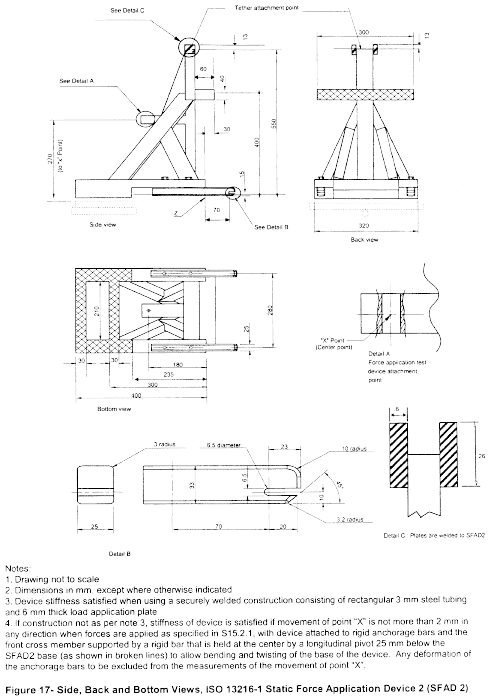 See Detail C
Tether attachment point
13
300
13
60
40
See Detail A
30
550
400
270
(to "x" Point)
15
70
2
See Detail B
Side view
320
Back view
210
280
25
"X" Point
(Center point)
Detail A
Force application test
device attachment
point
30
30
180
235
300
400
Bottom view
6
26
Detail C : Plates are welded to SFAD2
3 radius
6.5 diameter
23
10 radius
33
6.5
45°
10
25
70
20
3.2 radius
Detail B
Notes:
1. Drawing not to scale
2. Dimensions in mm. except where otherwise indicated
3. Device stiffness satisfied when using a securely welded construction consisting of rectangular 3 mm steel tubing
and 6 mm thick load application plate
4. If construction not as per note 3, stiffness of device is satisfied if movement of point "X" is not more than 2 mm in
any direction when forces are applied as specified in S15.2.1, with device attached to rigid anchorage bars and the
front cross member supported by a rigid bar that is held at the center by a longitudinal pivot 25 mm below the
SFAD2 base (as shown in broken lines) to allow bending and twisting of the base of the device. Any deformation of
the anchorage bars to be excluded from the measurements of the movement of point "X".
Figure 17- Side, Back and Bottom Views, ISO 13216-1 Static Force Application Device 2 (SFAD 2)